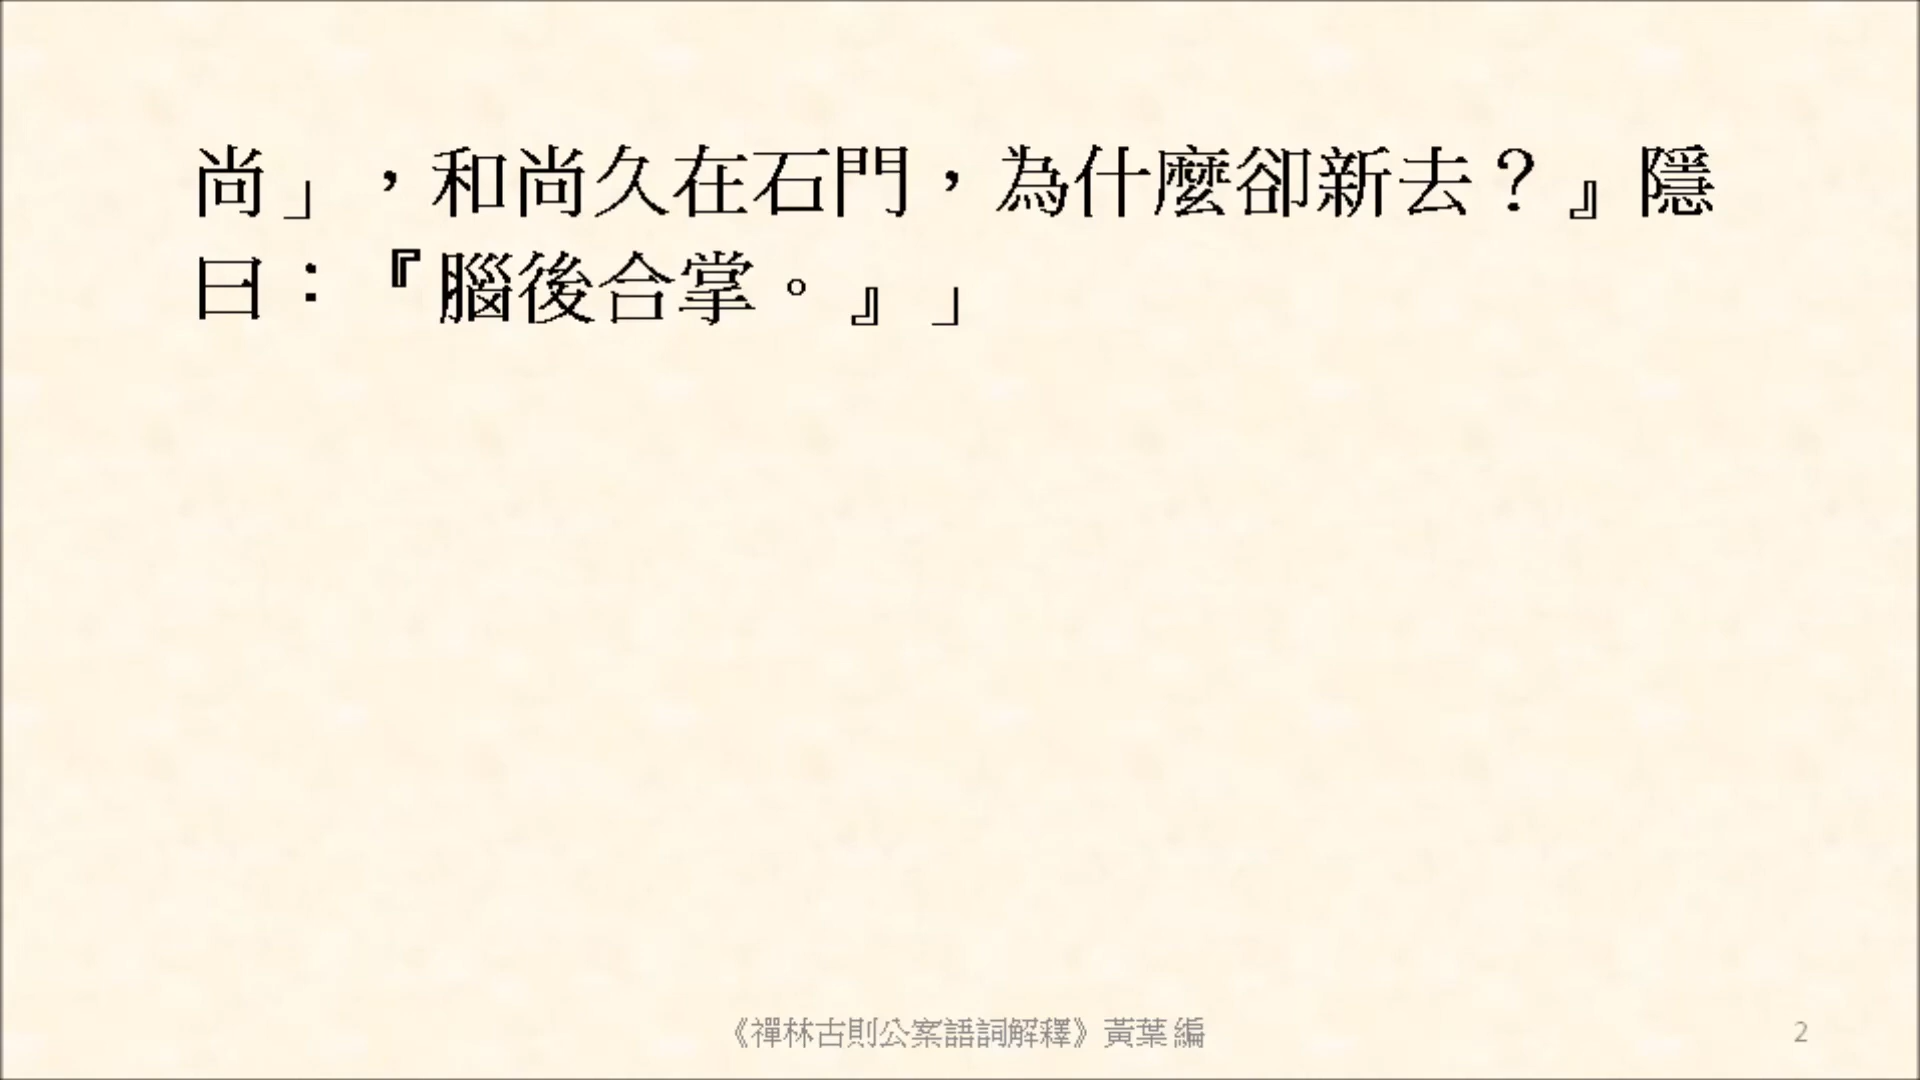 尚」，和尚久在石門，為什麼卻新去？』隱
曰：『腦後合掌。』」
《禪林古則公案語詞解釋》黃葉編
2